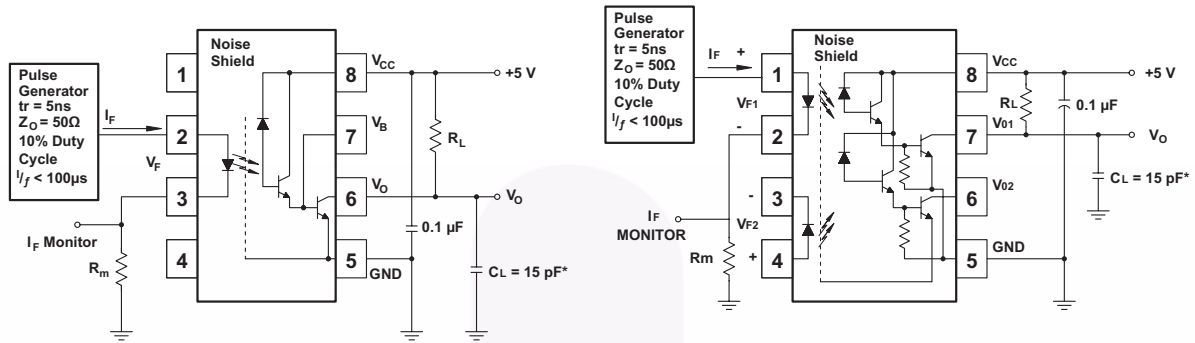 Pulse
Generator
tr = 5ns
ZO = 50Ω
10% Duty
Cycle
I/f < 100µs
IF
Noise
Shield
1
2
3
4
VF
8
7
6
5
VCC
VB
VO
GND
+5 V
RL
0.1 µF
VO
CL = 15 pF*
IF Monitor
Rm
Pulse
Generator
tr = 5ns
ZO = 50Ω
10% Duty
Cycle
I/f < 100µs
IF +
Noise
Shield
1
2
3
4
VF1
-
-
VF2
+
8
7
6
5
VCC
V01
V02
GND
+5 V
RL
0.1 µF
VO
CL = 15 pF*
IF
MONITOR
Rm